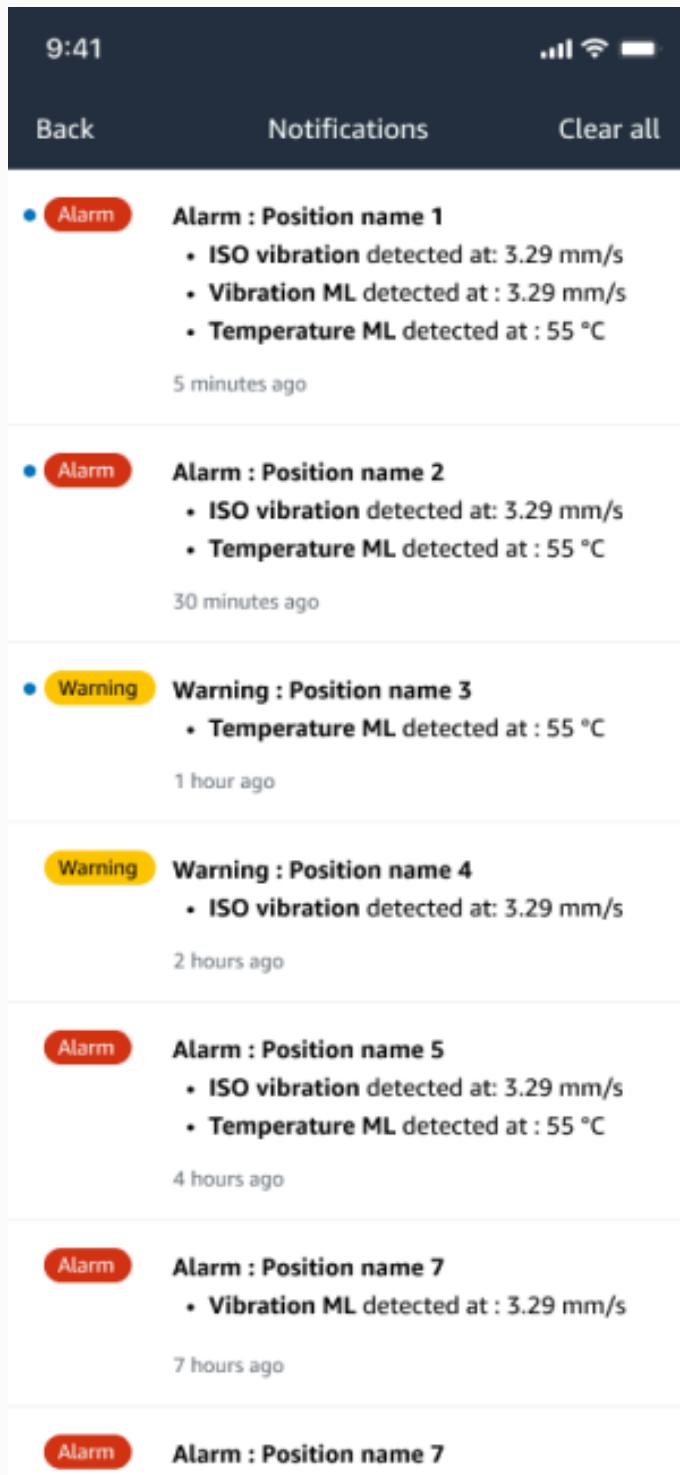 9:41
Back Notifications Clear all
Alarm Alarm : Position name 1
• ISO vibration detected at: 3.29 mm/s
• Vibration ML detected at : 3.29 mm/s
• Temperature ML detected at : 55 °C
5 minutes ago
Alarm Alarm : Position name 2
• ISO vibration detected at: 3.29 mm/s
• Temperature ML detected at : 55 °C
30 minutes ago
Warning Warning : Position name 3
• Temperature ML detected at : 55 °C
1 hour ago
Warning Warning : Position name 4
• ISO vibration detected at: 3.29 mm/s
2 hours ago
Alarm Alarm : Position name 5
• ISO vibration detected at: 3.29 mm/s
• Temperature ML detected at : 55 °C
4 hours ago
Alarm Alarm : Position name 7
• Vibration ML detected at : 3.29 mm/s
7 hours ago
Alarm Alarm : Position name 7